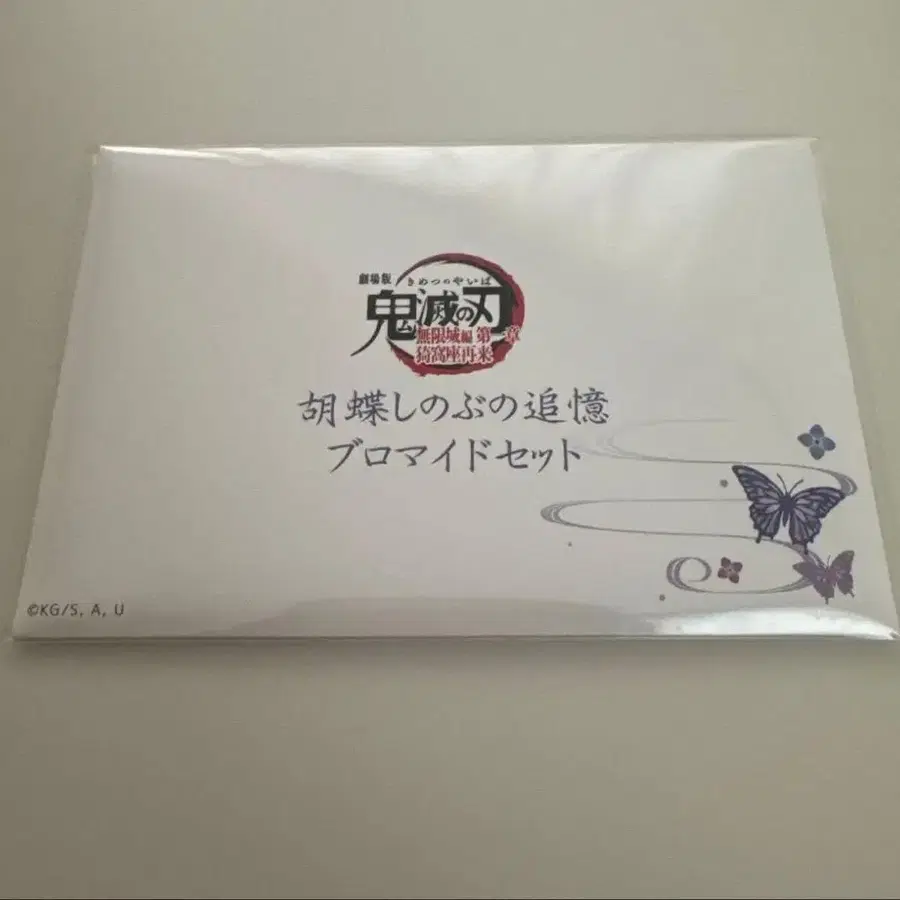 劇場版 きめつのやいば
鬼滅の刃
無限城編 第一章
猗窩座再来
胡蝶しのぶの追憶
ブロマイドセット
©KG/S, A, U